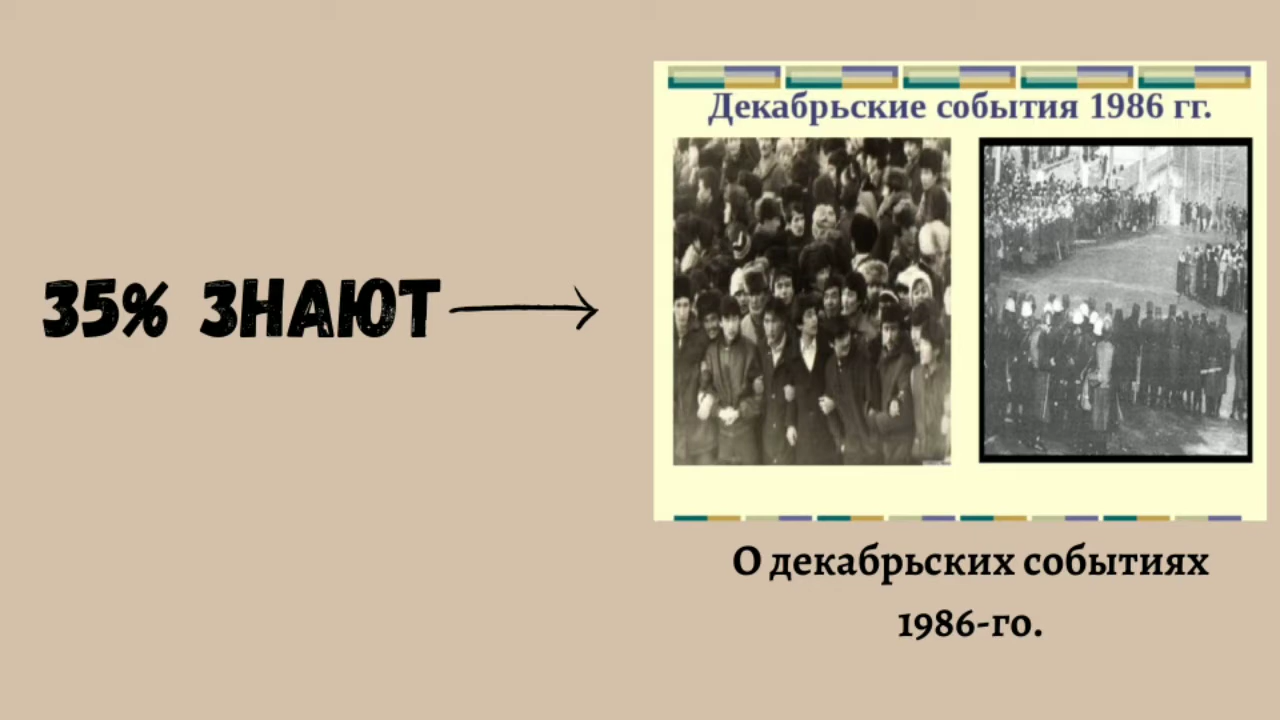 35% ЗНАЮТ
Декабрьские события 1986 гг.
О декабрьских событиях
1986-го.